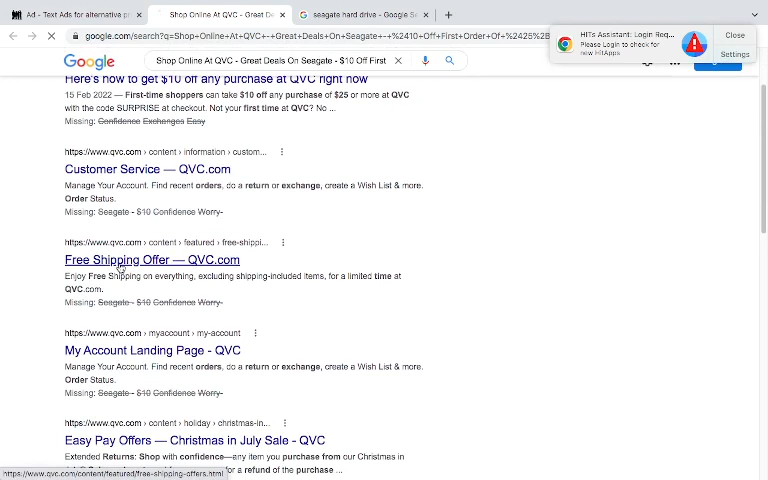 Ad - Text Ads for alternative pr
Shop Online At QVC - Great De
seagate hard drive - Google Se
google.com/search?q=Shop+Online+At+QVC+-+Great+Deals+On+Seagate+-+%2410+Off+First+Order+Of+%2425%2B
HITs Assistant: Login Req...
Please Login to check for
new HitApps
Close
Settings
Google
Shop Online At QVC - Great Deals On Seagate - $10 Off First
Here's how to get $10 off any purchase at QVC right now
15 Feb 2022 — First-time shoppers can take $10 off any purchase of $25 or more at QVC
with the code SURPRISE at checkout. Not your first time at QVC? No ...
Missing: Confidence Exchanges Easy
https://www.qvc.com › content › information › custom...
Customer Service — QVC.com
Manage Your Account. Find recent orders, do a return or exchange, create a Wish List & more.
Order Status.
Missing: Seagate - $10 Confidence Worry-
https://www.qvc.com › content › featured › free-shippi...
Free Shipping Offer — QVC.com
Enjoy Free Shipping on everything, excluding shipping-included items, for a limited time at
QVC.com.
Missing: Seagate - $10 Confidence Worry-
https://www.qvc.com › myaccount › my-account
My Account Landing Page - QVC
Manage Your Account. Find recent orders, do a return or exchange, create a Wish List & more.
Order Status.
Missing: Seagate - $10 Confidence Worry-
https://www.qvc.com › content › holiday › christmas-in...
Easy Pay Offers — Christmas in July Sale - QVC
Extended Returns: Shop with confidence—any item you purchase from our Christmas in
for a refund of the purchase ...
https://www.qvc.com/content/featured/free-shipping-offers.html